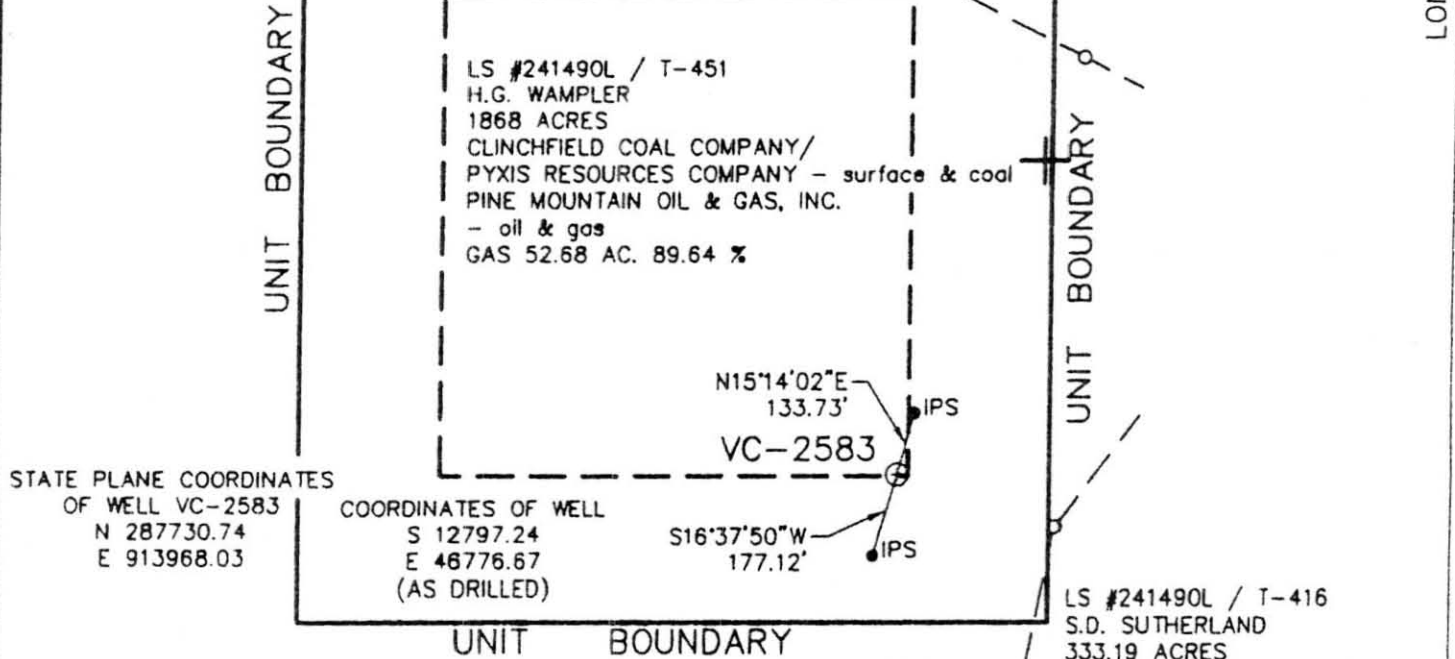 UNIT BOUNDARY
LS #241490L / T-451
H.G. WAMPLER
1868 ACRES
CLINCHFIELD COAL COMPANY/
PYXIS RESOURCES COMPANY - surface & coal
PINE MOUNTAIN OIL & GAS, INC.
- oil & gas
GAS 52.68 AC. 89.64 %
UNIT BOUNDARY
UNIT BOUNDARY
N15°14'02"E
133.73'
IPS
VC-2583
STATE PLANE COORDINATES
OF WELL VC-2583
N 287730.74
E 913968.03
COORDINATES OF WELL
S 12797.24
E 46776.67
(AS DRILLED)
S16°37'50"W
177.12'
IPS
UNIT BOUNDARY
LS #241490L / T-416
S.D. SUTHERLAND
333.19 ACRES